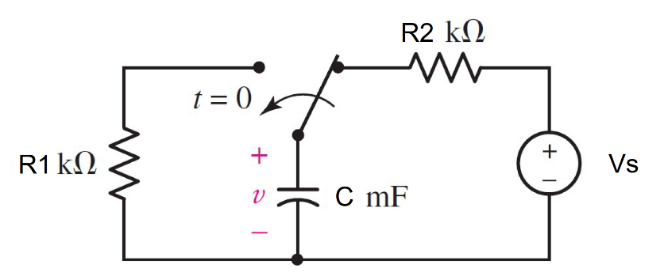 R2 kΩ
t = 0
R1 kΩ
+
v
−
C mF
+
−
Vs